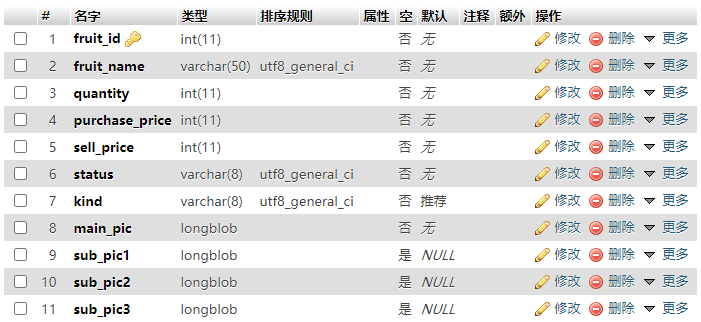 # 名字 类型 排序规则 属性 空 默认 注释 额外 操作
1 fruit_id int(11) 否 无 修改 删除 更多
2 fruit_name varchar(50) utf8_general_ci 否 无 修改 删除 更多
3 quantity int(11) 否 无 修改 删除 更多
4 purchase_price int(11) 否 无 修改 删除 更多
5 sell_price int(11) 否 无 修改 删除 更多
6 status varchar(8) utf8_general_ci 否 无 修改 删除 更多
7 kind varchar(8) utf8_general_ci 否 推荐 修改 删除 更多
8 main_pic longblob 否 无 修改 删除 更多
9 sub_pic1 longblob 是 NULL 修改 删除 更多
10 sub_pic2 longblob 是 NULL 修改 删除 更多
11 sub_pic3 longblob 是 NULL 修改 删除 更多